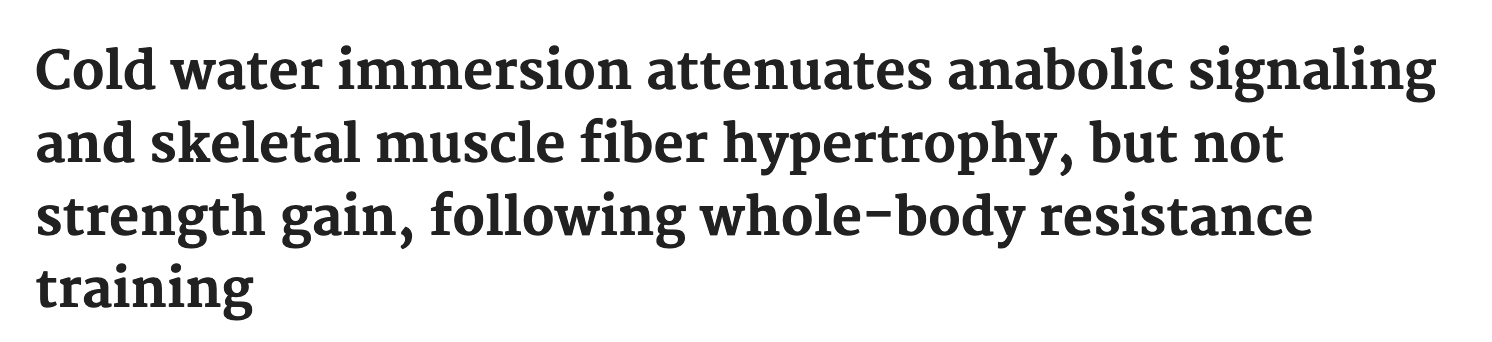 Cold water immersion attenuates anabolic signaling
and skeletal muscle fiber hypertrophy, but not
strength gain, following whole-body resistance
training